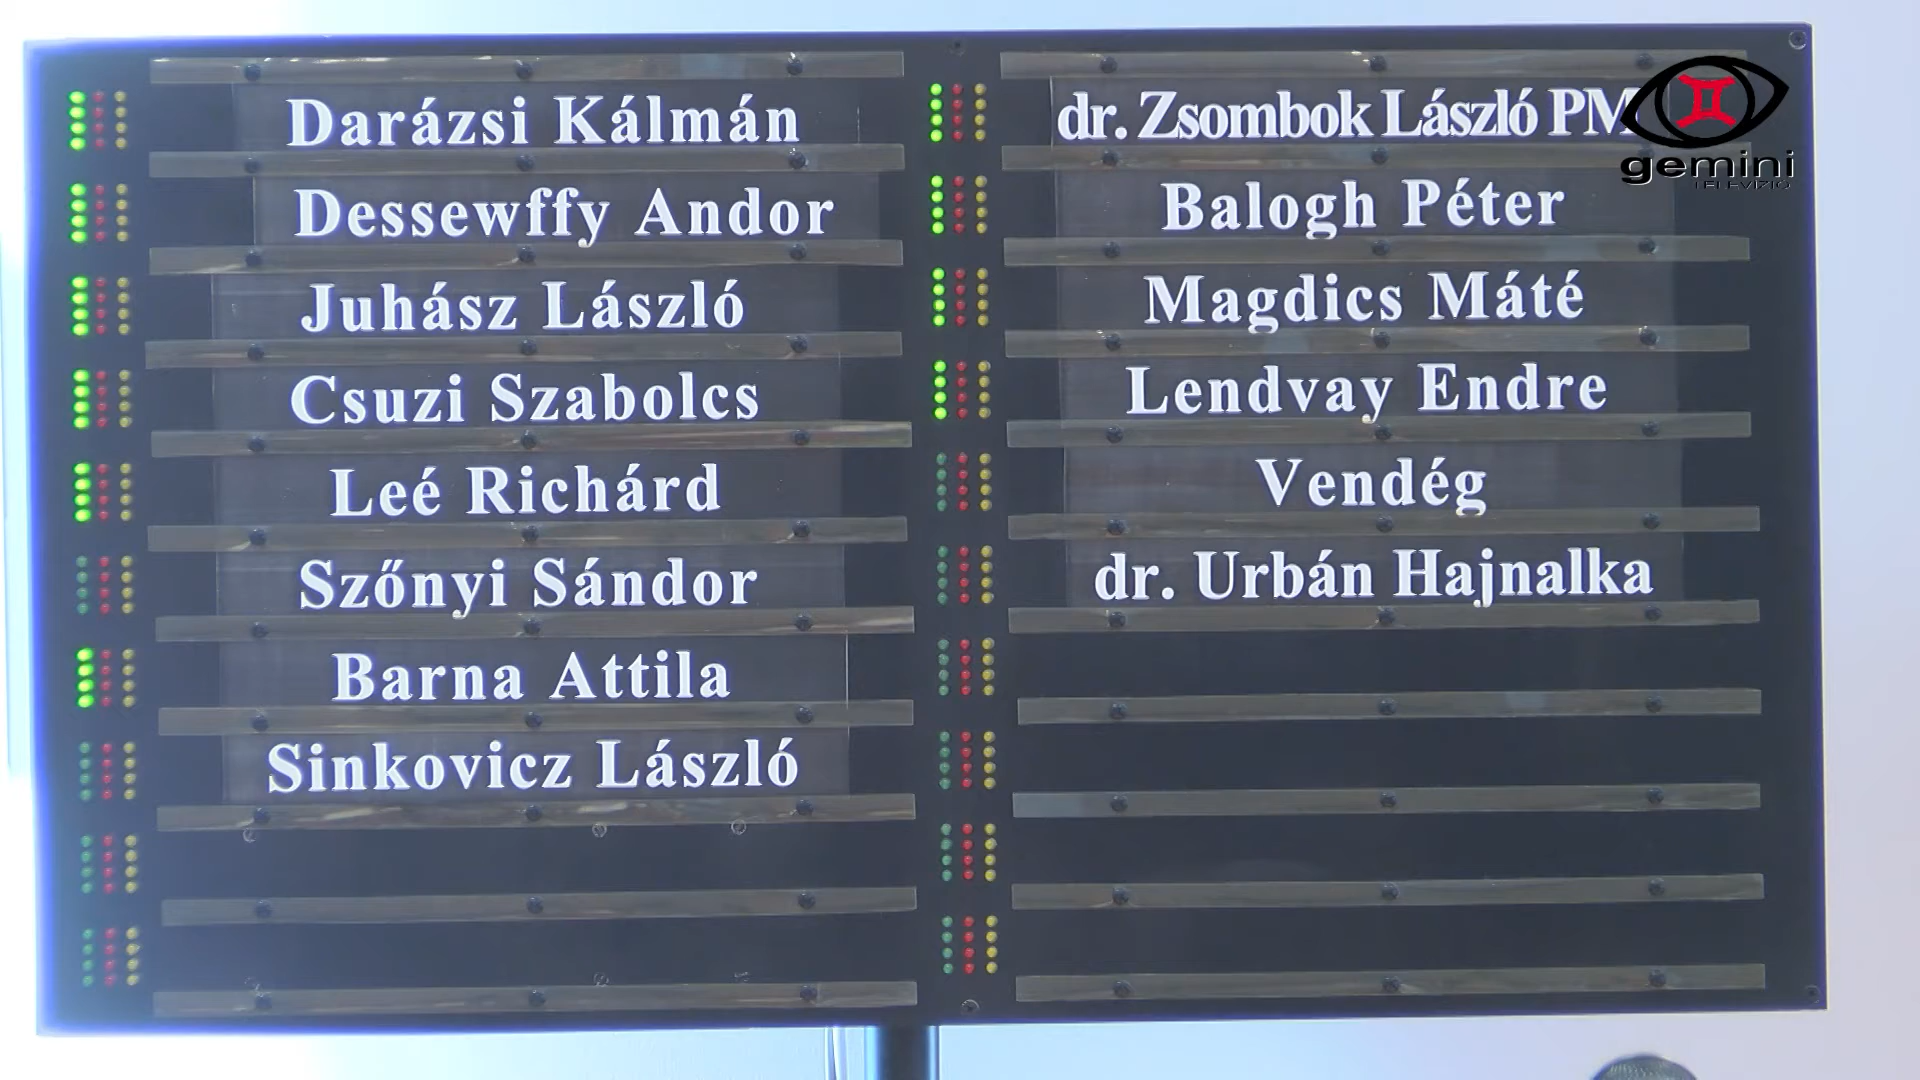 Darázsi Kálmán
Dessewffy Andor
Juhász László
Csuzi Szabolcs
Leé Richárd
Szőnyi Sándor
Barna Attila
Sinkovicz László
dr. Zsombok László PM
Balogh Péter
Magdics Máté
Lendvay Endre
Vendég
dr. Urbán Hajnalka
gemini
TELEVÍZIÓ